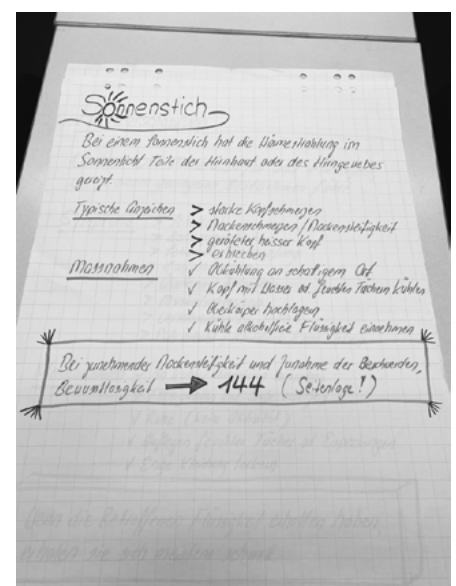 Sonnenstich
Bei einem Sonnenstich hat die Wärmestrahlung im
Sonnenlicht Teile der Hirnhaut oder des Hirngewebes
gereizt.
Typische Anzeichen > starke Kopfschmerzen
> Nackenschmerzen / Nackensteifigkeit
> geröteter heisser Kopf
> Erbrechen
Massnahmen ✓ Abkühlung an schattigem Ort
✓ Kopf mit Wasser od. feuchten Tüchern kühlen
✓ Oberkörper hochlagern
✓ Kühle alkoholfreie Flüssigkeit einnehmen
Bei zunehmender Nackensteifigkeit und Zunahme der Beschwerden,
Bewusstlosigkeit → 144 (Seitenlage!)